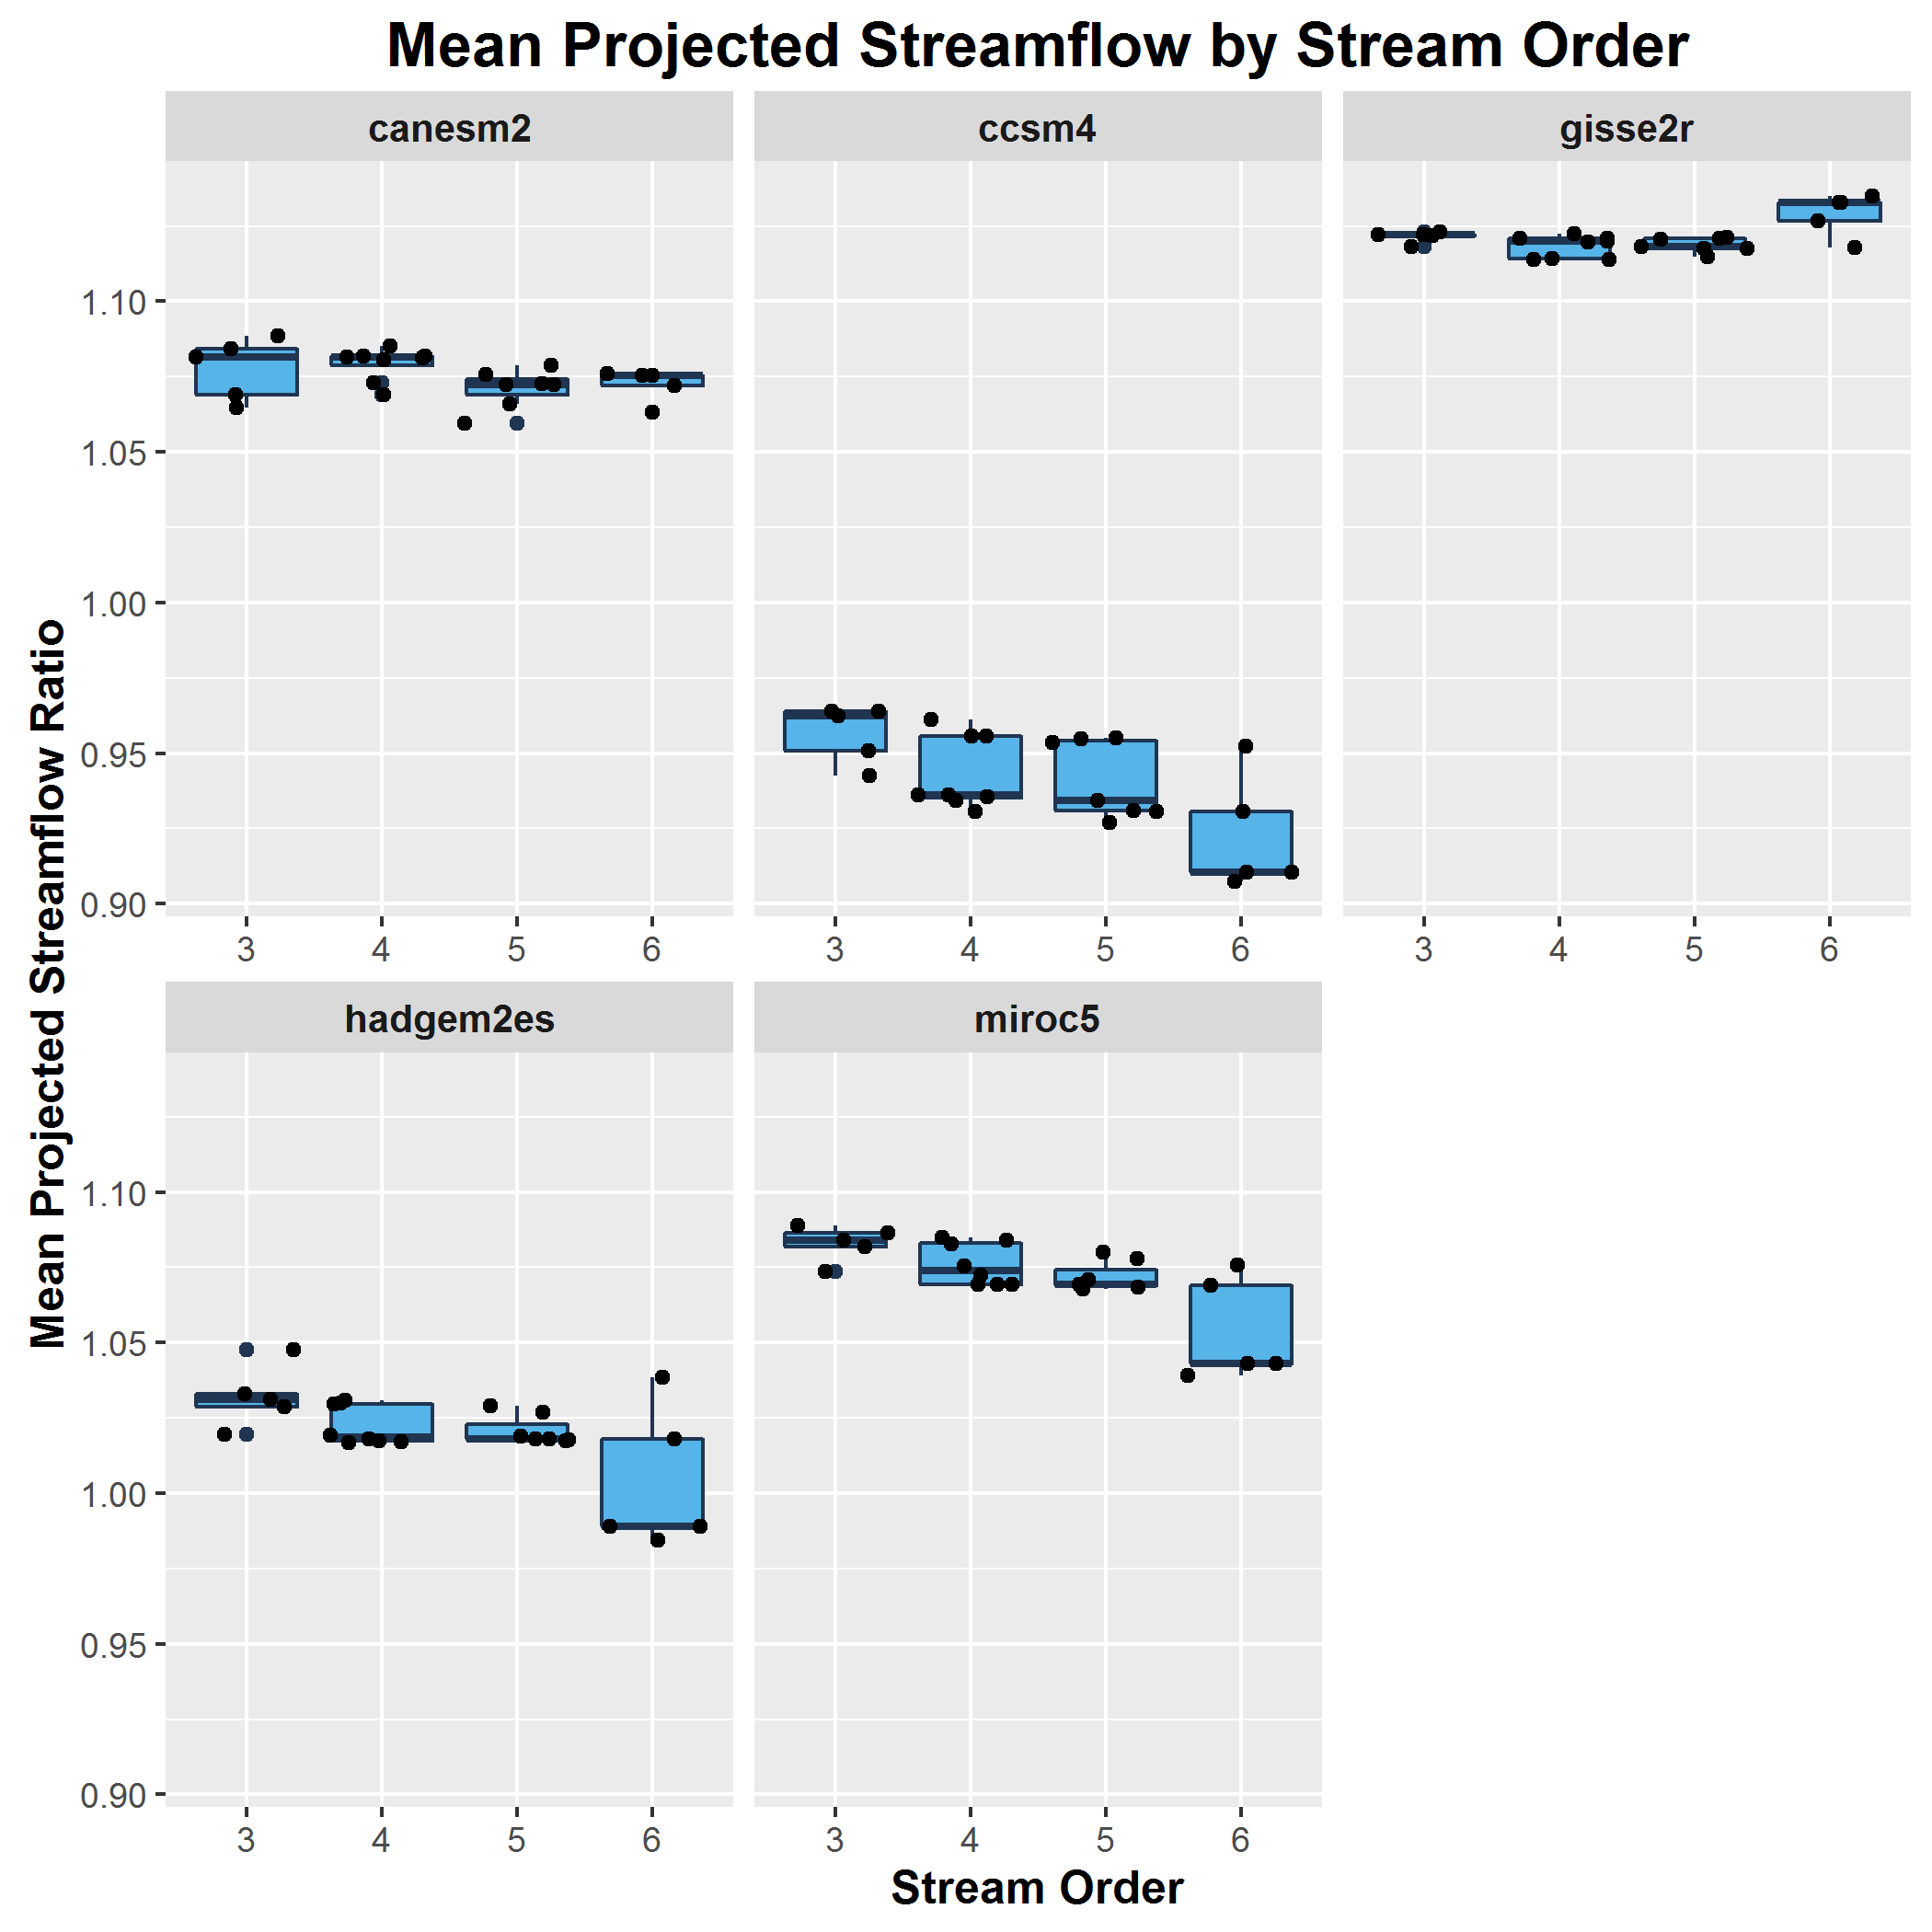 Mean Projected Streamflow by Stream Order
canesm2 ccsm4 gisse2r
1.10
1.05
1.00
0.95
0.90
3 4 5 6 3 4 5 6 3 4 5 6
Mean Projected Streamflow Ratio
hadgem2es miroc5
1.10
1.05
1.00
0.95
0.90
3 4 5 6 3 4 5 6
Stream Order